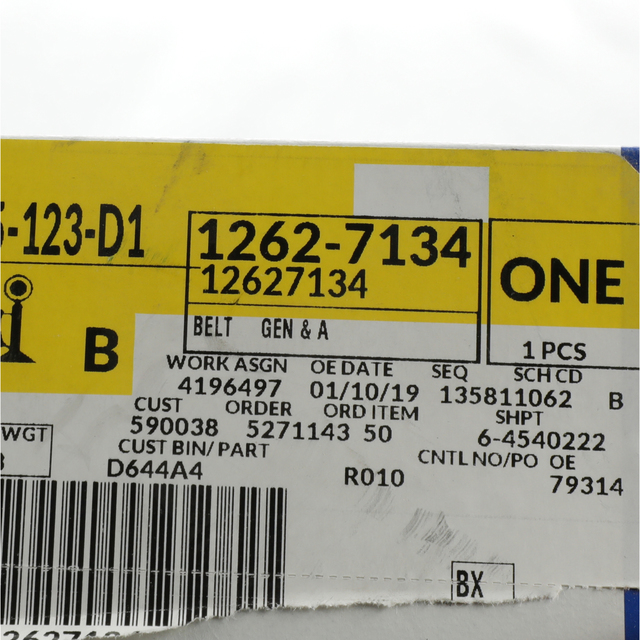 -123-D1
1262-7134
12627134
ONE
BELT GEN & A
B
1 PCS
WORK ASGN OE DATE SEQ SCH CD
4196497 01/10/19 135811062 B
CUST ORDER ORD ITEM SHPT
590038 5271143 50 6-4540222
WGT
CUST BIN/ PART CNTL NO/PO OE
D644A4 R010 79314
BX